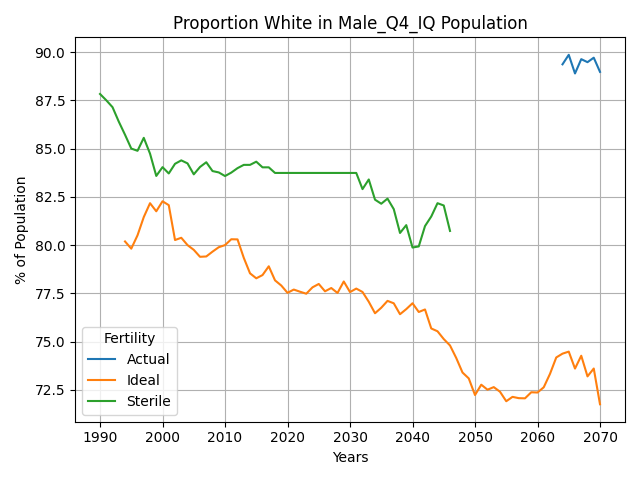 Proportion White in Male_Q4_IQ Population
% of Population
90.0
87.5
85.0
82.5
80.0
77.5
75.0
72.5
Fertility
Actual
Ideal
Sterile
1990 2000 2010 2020 2030 2040 2050 2060 2070
Years